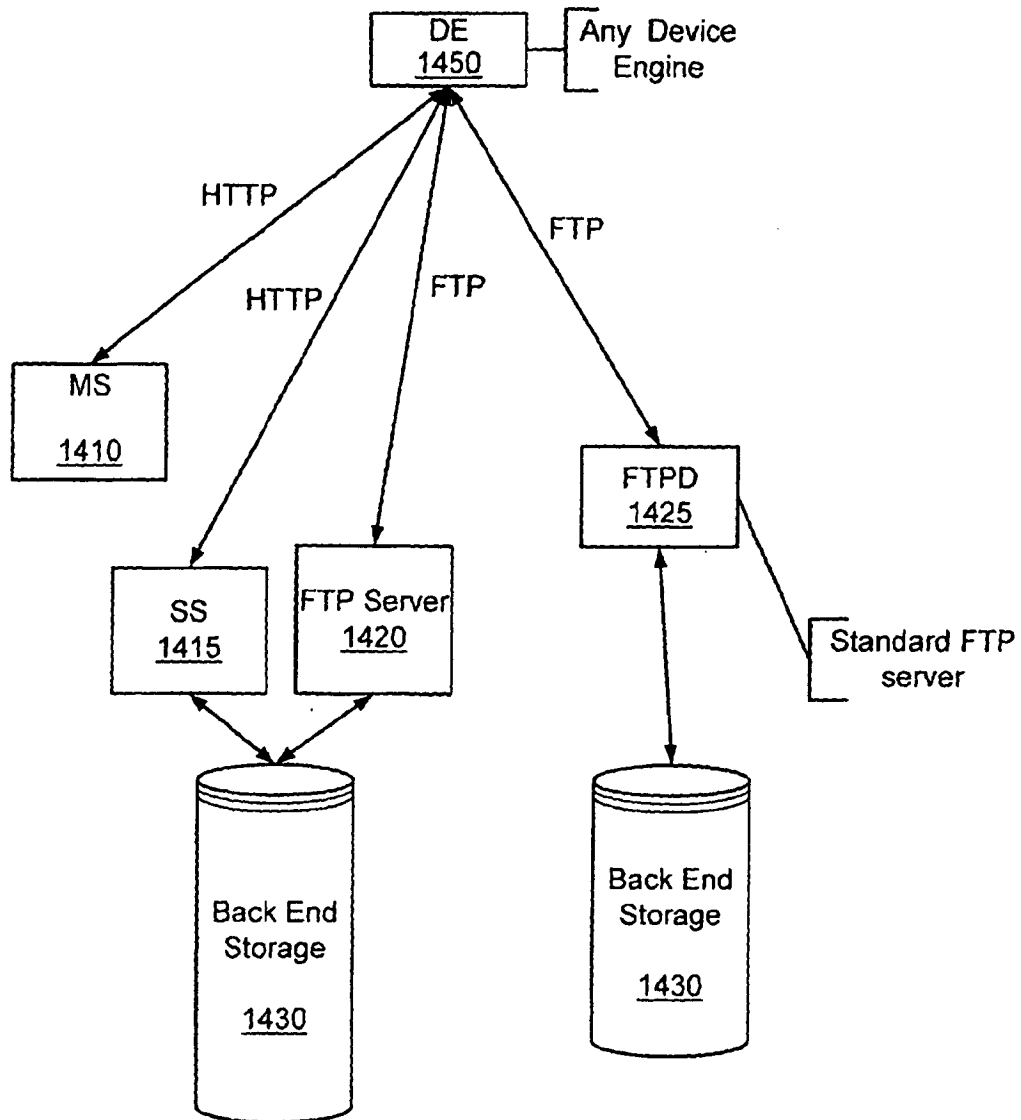 DE
1450
Any Device
Engine
HTTP
HTTP
FTP
FTP
MS
1410
FTPD
1425
SS
1415
FTP Server
1420
Standard FTP
server
Back End
Storage
1430
Back End
Storage
1430